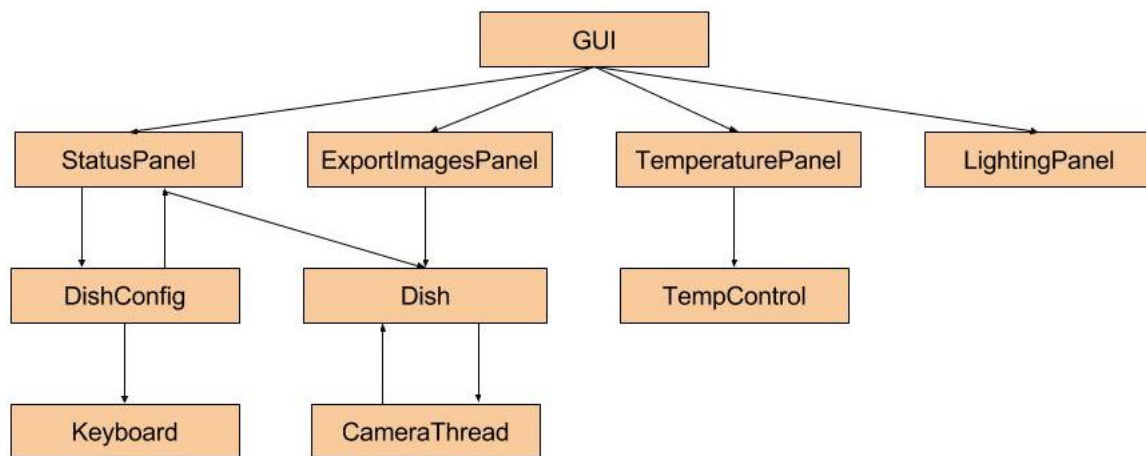 GUI
StatusPanel
ExportImagesPanel
TemperaturePanel
LightingPanel
DishConfig
Dish
TempControl
Keyboard
CameraThread